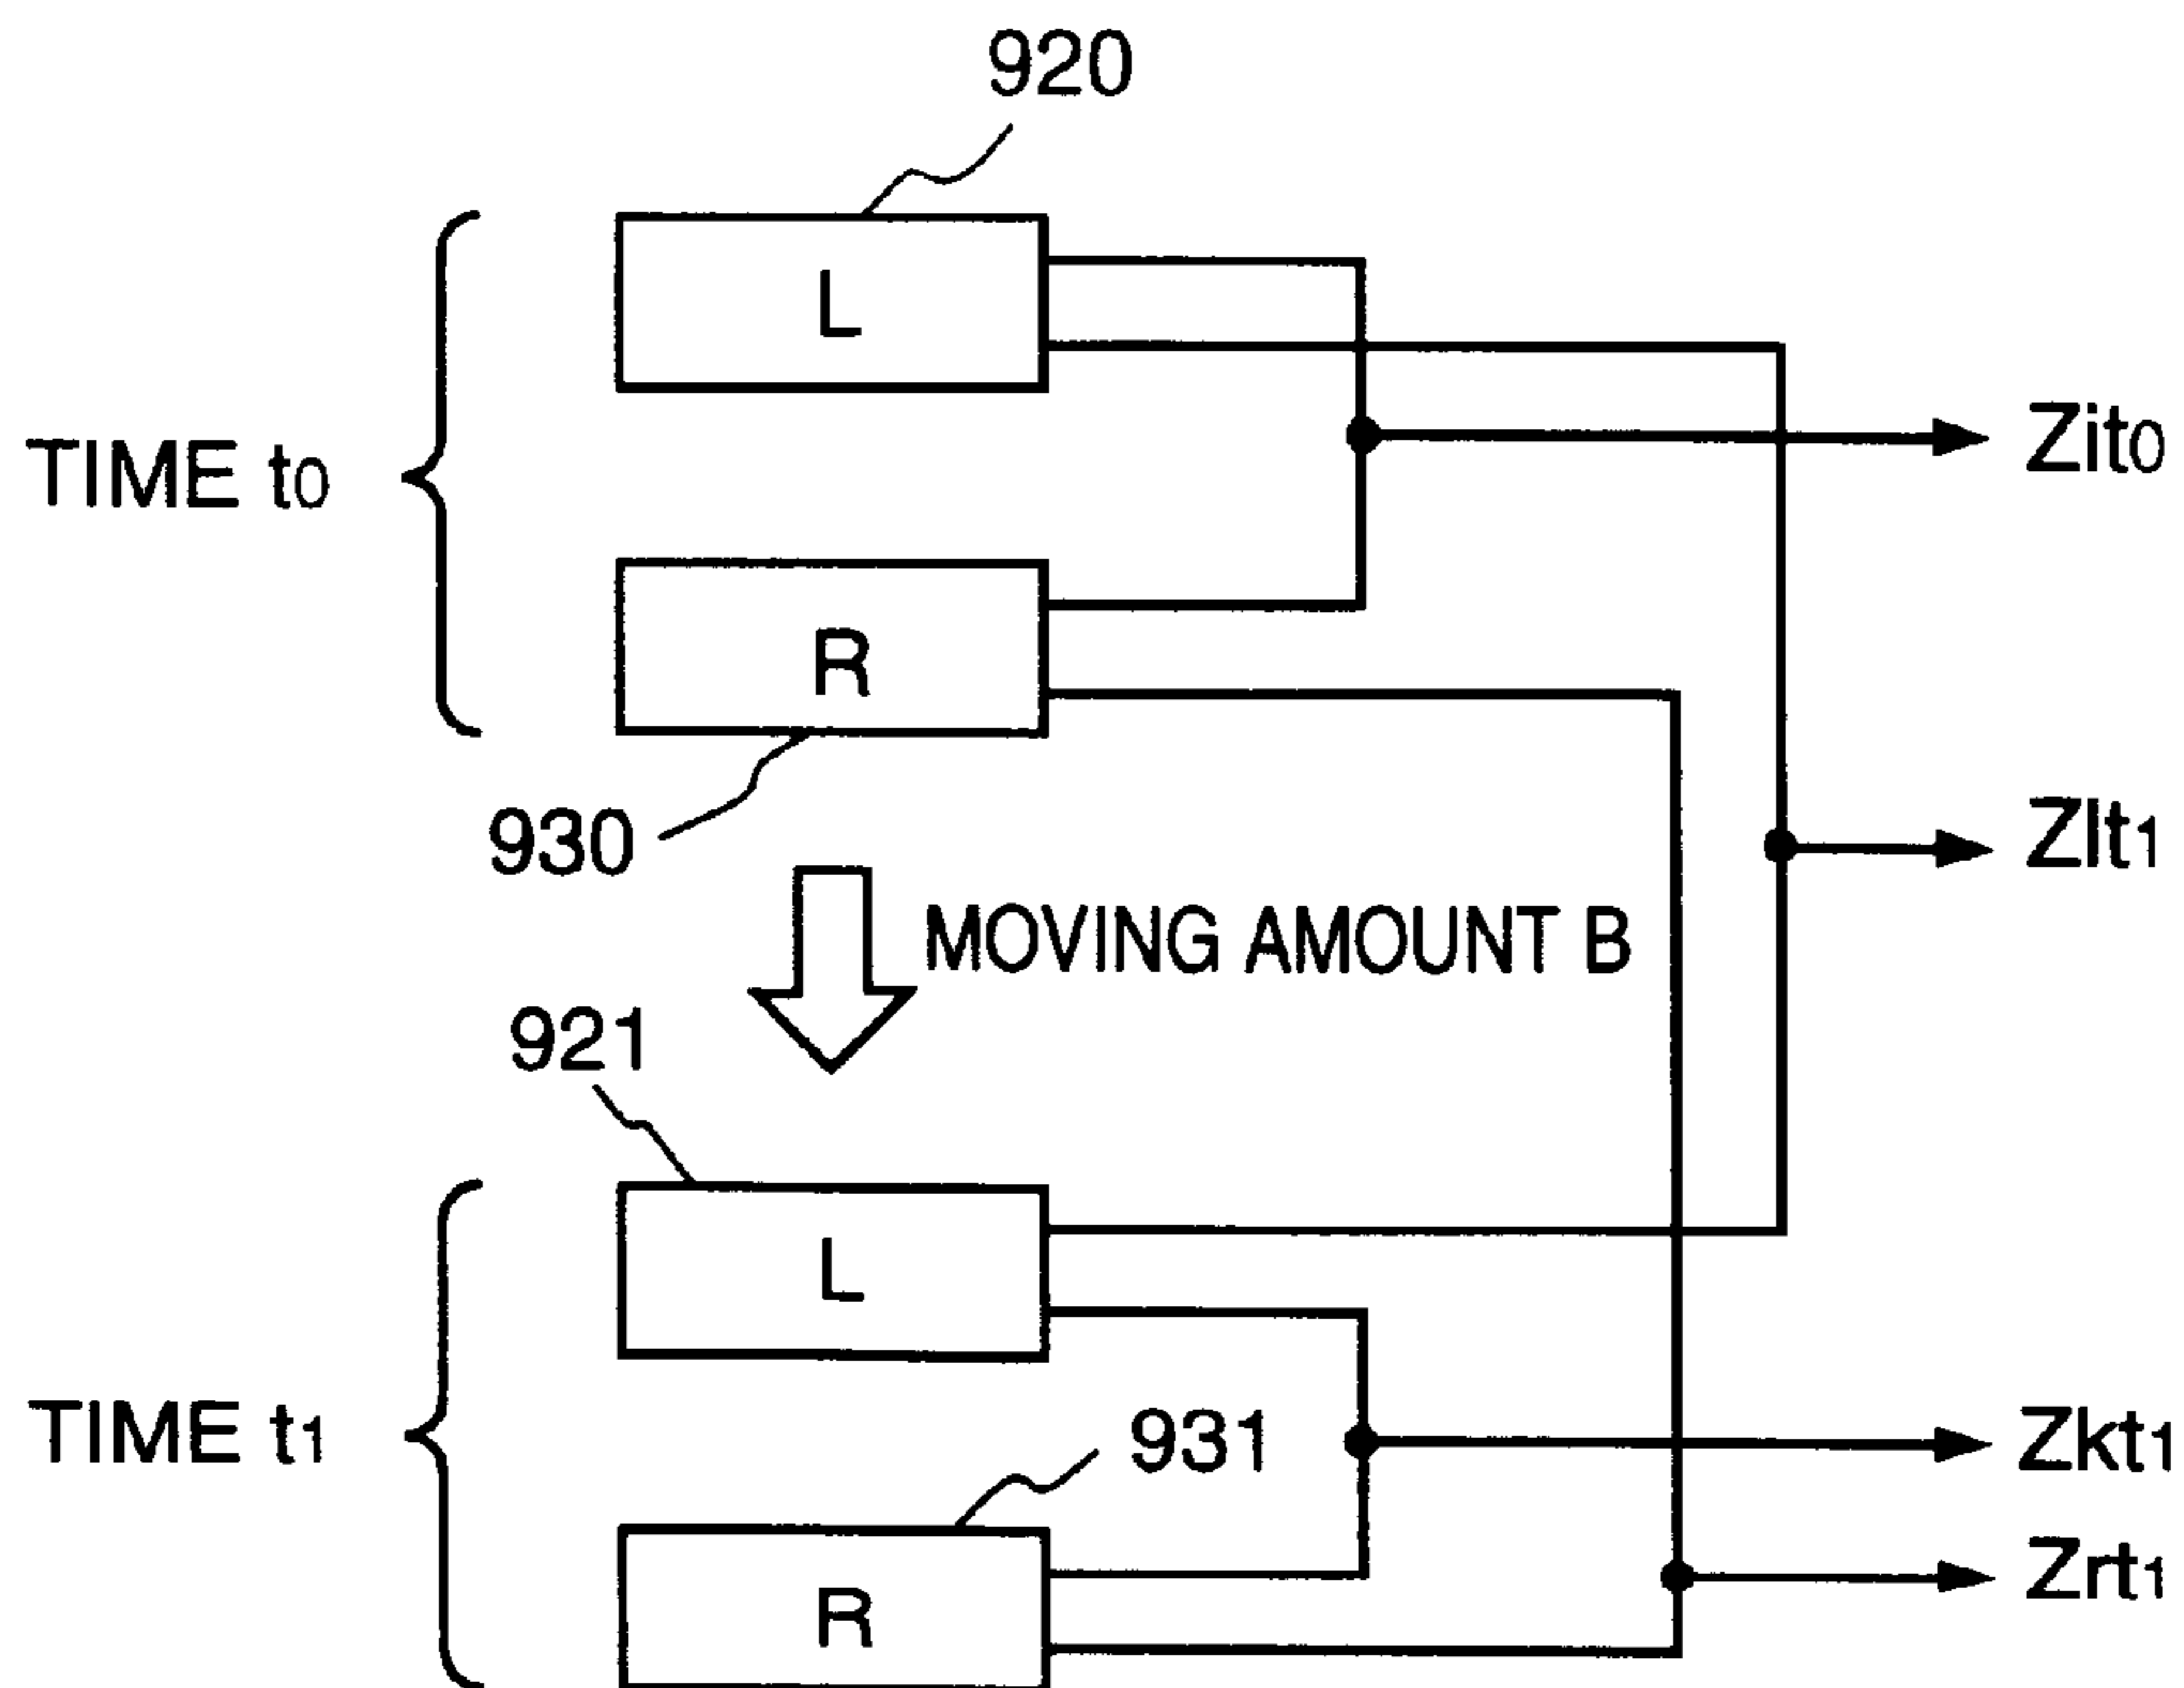 920
L
TIME t0
Zit0
R
930
Zlt1
MOVING AMOUNT B
921
L
TIME t1
931
Zkt1
Zrt1
R